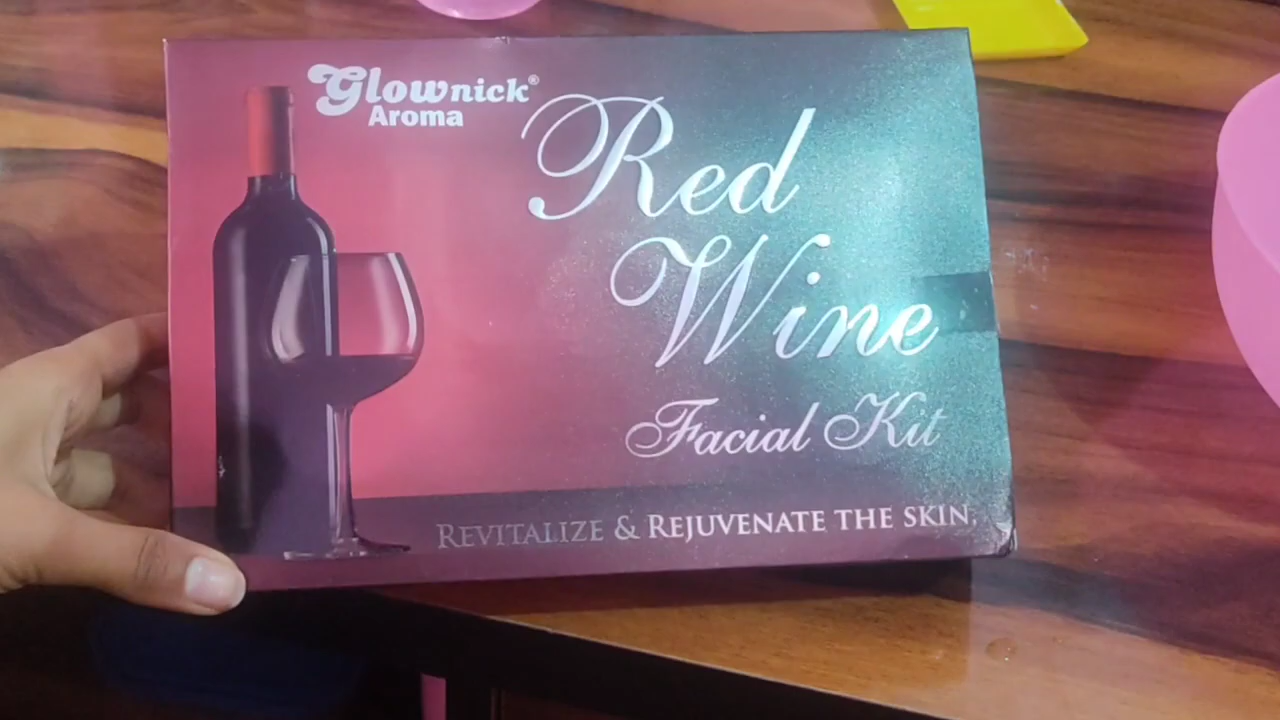 Glownick®
Aroma
Red
Wine
Facial Kit
REVITALIZE & REJUVENATE THE SKIN